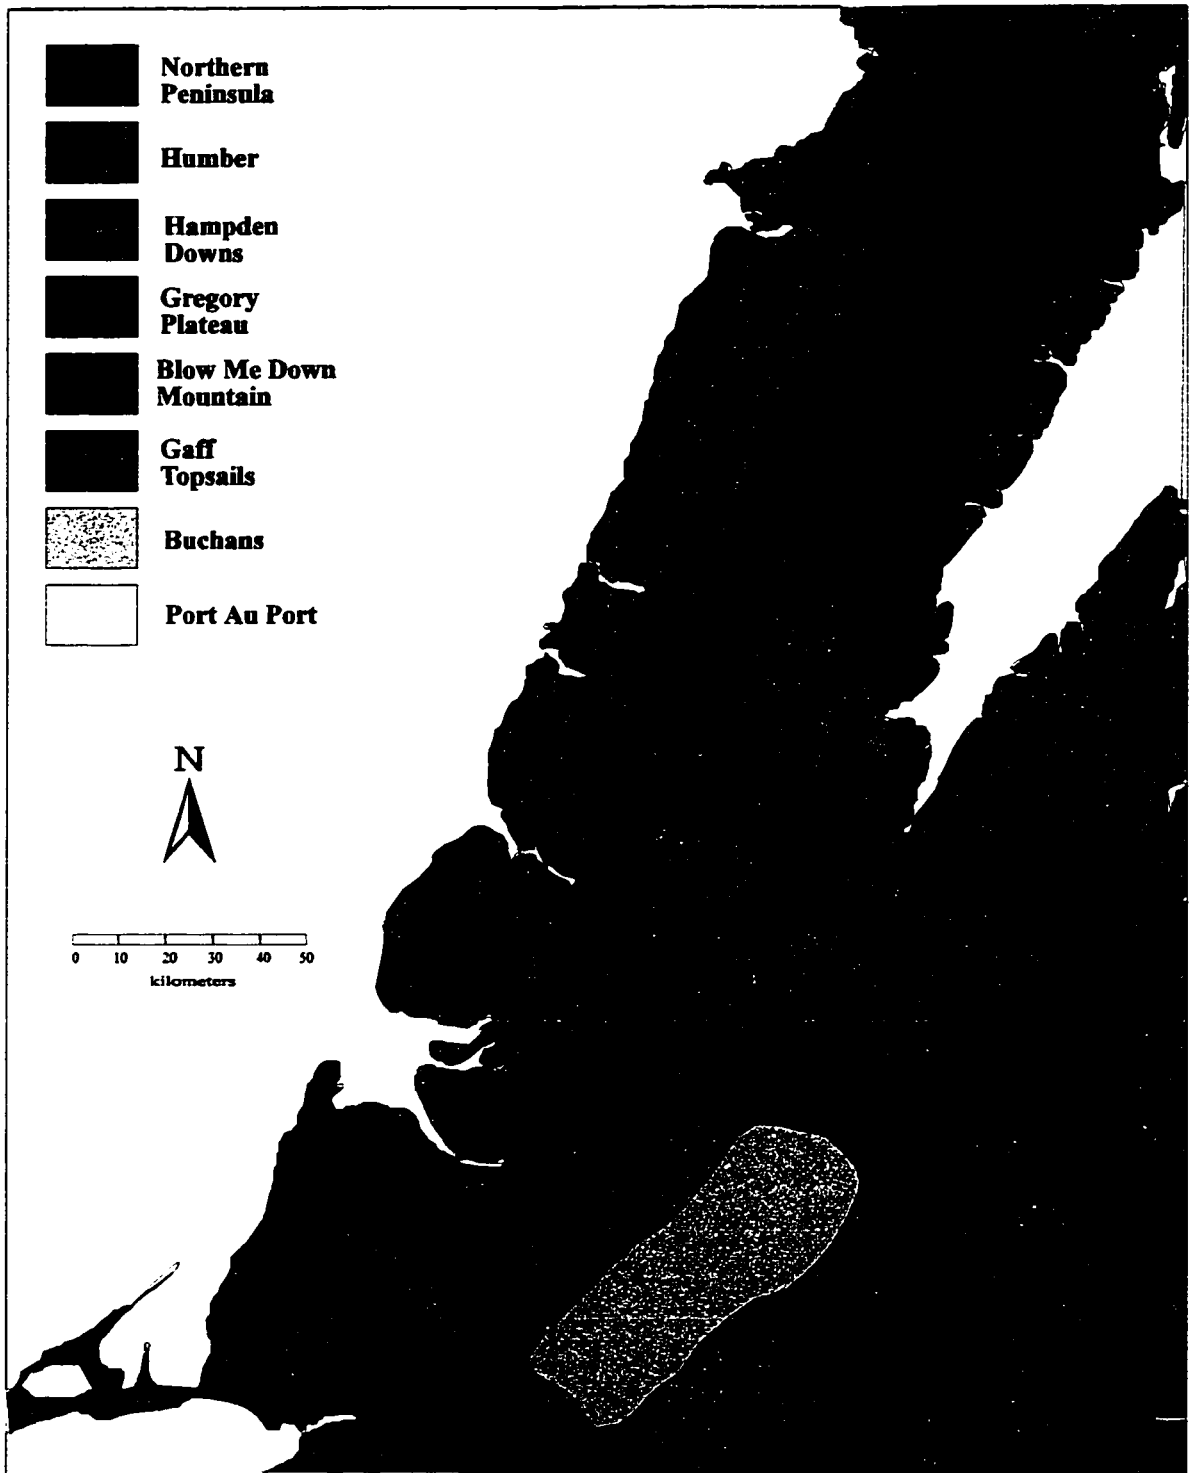 Northern
Peninsula
Humber
Hampden
Downs
Gregory
Plateau
Blow Me Down
Mountain
Gaff
Topsails
Buchans
Port Au Port
N
0 10 20 30 40 50
kilometers